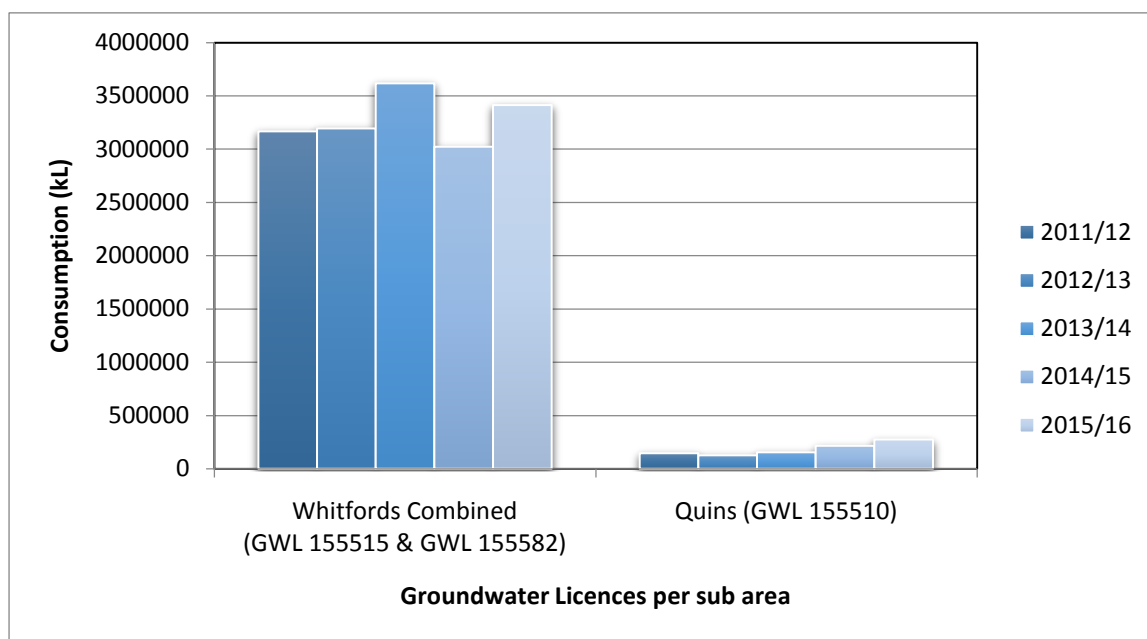 4000000
3500000
3000000
2500000
2000000
1500000
1000000
500000
0
Consumption (kL)
Whitfords Combined
(GWL 155515 & GWL 155582)
Quins (GWL 155510)
Groundwater Licences per sub area
2011/12
2012/13
2013/14
2014/15
2015/16